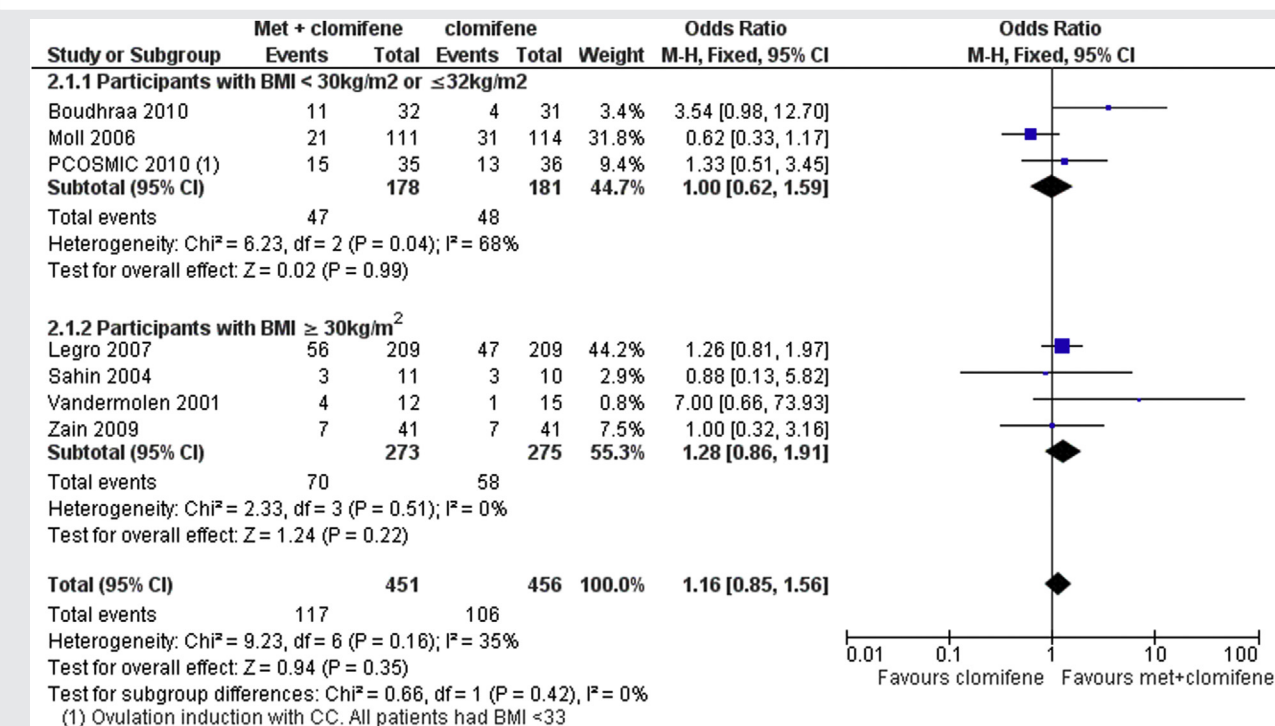 Met + clomifene clomifene Odds Ratio Odds Ratio
Study or Subgroup Events Total Events Total Weight M-H, Fixed, 95% CI M-H, Fixed, 95% CI
2.1.1 Participants with BMI < 30kg/m2 or ≤32kg/m2
Boudhraa 2010 11 32 4 31 3.4% 3.54 [0.98, 12.70]
Moll 2006 21 111 31 114 31.8% 0.62 [0.33, 1.17]
PCOSMIC 2010 (1) 15 35 13 36 9.4% 1.33 [0.51, 3.45]
Subtotal (95% CI) 178 181 44.7% 1.00 [0.62, 1.59]
Total events 47 48
Heterogeneity: Chi² = 6.23, df = 2 (P = 0.04); I² = 68%
Test for overall effect: Z = 0.02 (P = 0.99)
2.1.2 Participants with BMI ≥ 30kg/m²
Legro 2007 56 209 47 209 44.2% 1.26 [0.81, 1.97]
Sahin 2004 3 11 3 10 2.9% 0.88 [0.13, 5.82]
Vandermolen 2001 4 12 1 15 0.8% 7.00 [0.66, 73.93]
Zain 2009 7 41 7 41 7.5% 1.00 [0.32, 3.16]
Subtotal (95% CI) 273 275 55.3% 1.28 [0.86, 1.91]
Total events 70 58
Heterogeneity: Chi² = 2.33, df = 3 (P = 0.51); I² = 0%
Test for overall effect: Z = 1.24 (P = 0.22)
Total (95% CI) 451 456 100.0% 1.16 [0.85, 1.56]
Total events 117 106
Heterogeneity: Chi² = 9.23, df = 6 (P = 0.16); I² = 35%
Test for overall effect: Z = 0.94 (P = 0.35)
Test for subgroup differences: Chi² = 0.66, df = 1 (P = 0.42), I² = 0%
(1) Ovulation induction with CC. All patients had BMI <33
0.01 0.1 1 10 100
Favours clomifene Favours met+clomifene